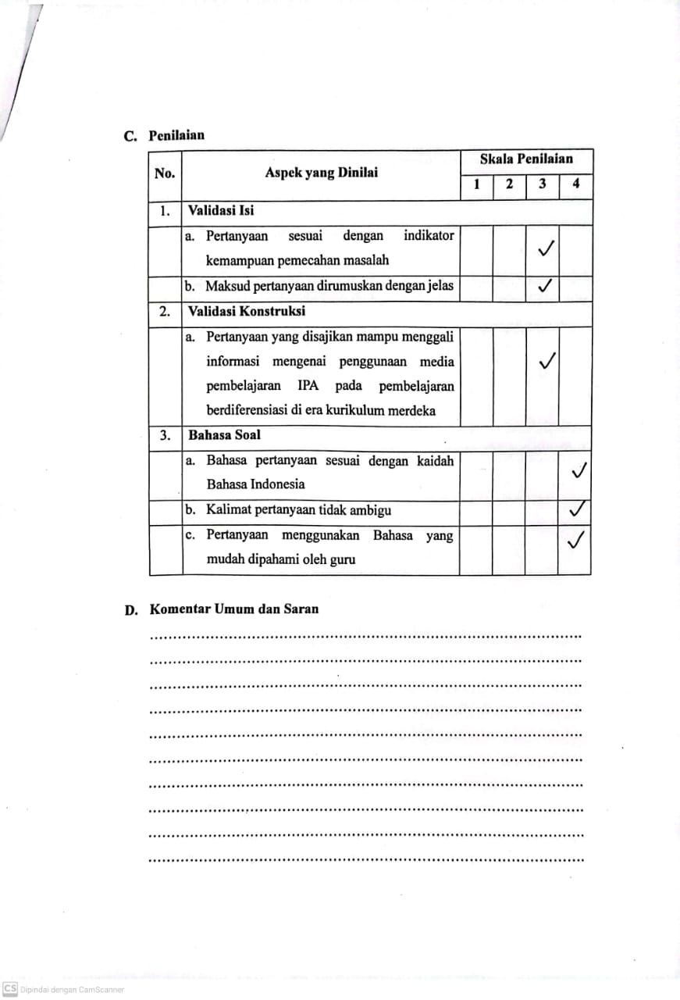 C. Penilaian
No. Aspek yang Dinilai Skala Penilaian
1 2 3 4
1. Validasi Isi
a. Pertanyaan sesuai dengan indikator
kemampuan pemecahan masalah ✓
b. Maksud pertanyaan dirumuskan dengan jelas ✓
2. Validasi Konstruksi
a. Pertanyaan yang disajikan mampu menggali
informasi mengenai penggunaan media ✓
pembelajaran IPA pada pembelajaran
berdiferensiasi di era kurikulum merdeka
3. Bahasa Soal
a. Bahasa pertanyaan sesuai dengan kaidah ✓
Bahasa Indonesia
b. Kalimat pertanyaan tidak ambigu ✓
c. Pertanyaan menggunakan Bahasa yang ✓
mudah dipahami oleh guru
D. Komentar Umum dan Saran
CS Dipindai dengan CamScanner